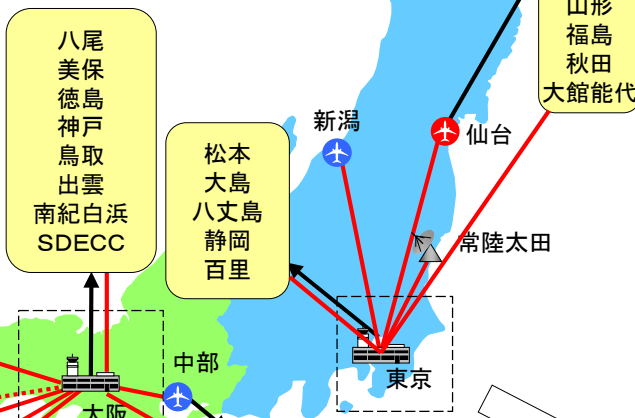 八尾
美保
徳島
神戸
鳥取
出雲
南紀白浜
SDECC
松本
大島
八丈島
静岡
百里
山形
福島
秋田
大館能代
新潟
仙台
常陸太田
東京
中部
大阪